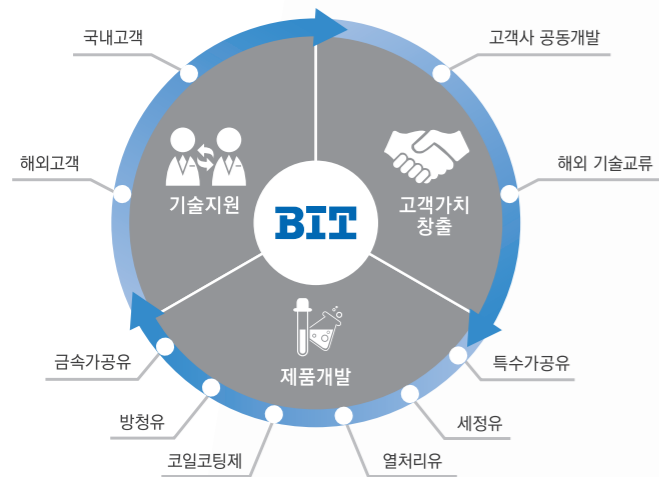 국내고객
고객사 공동개발
해외고객
해외 기술교류
기술지원
BIT
고객가치
창출
제품개발
금속가공유
특수가공유
방청유
세정유
코일코팅제
열처리유